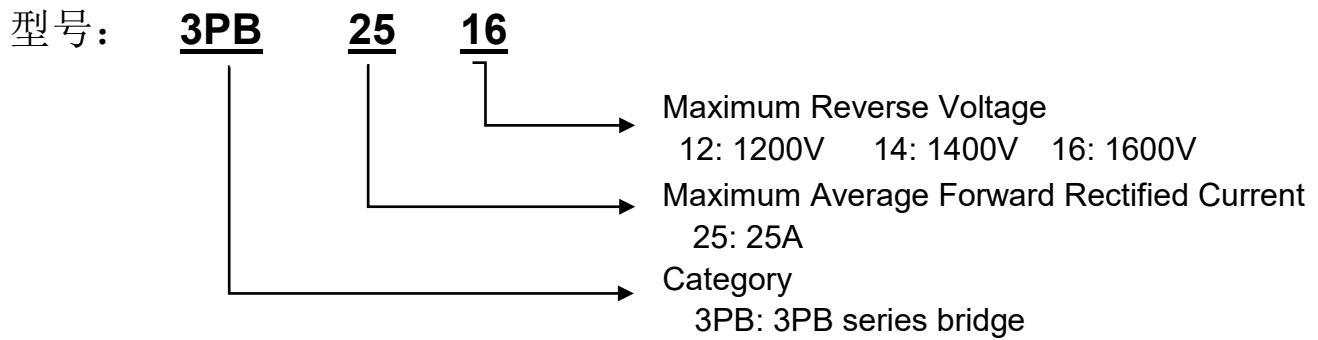 型号： 3PB 25 16
Maximum Reverse Voltage
12: 1200V 14: 1400V 16: 1600V
Maximum Average Forward Rectified Current
25: 25A
Category
3PB: 3PB series bridge